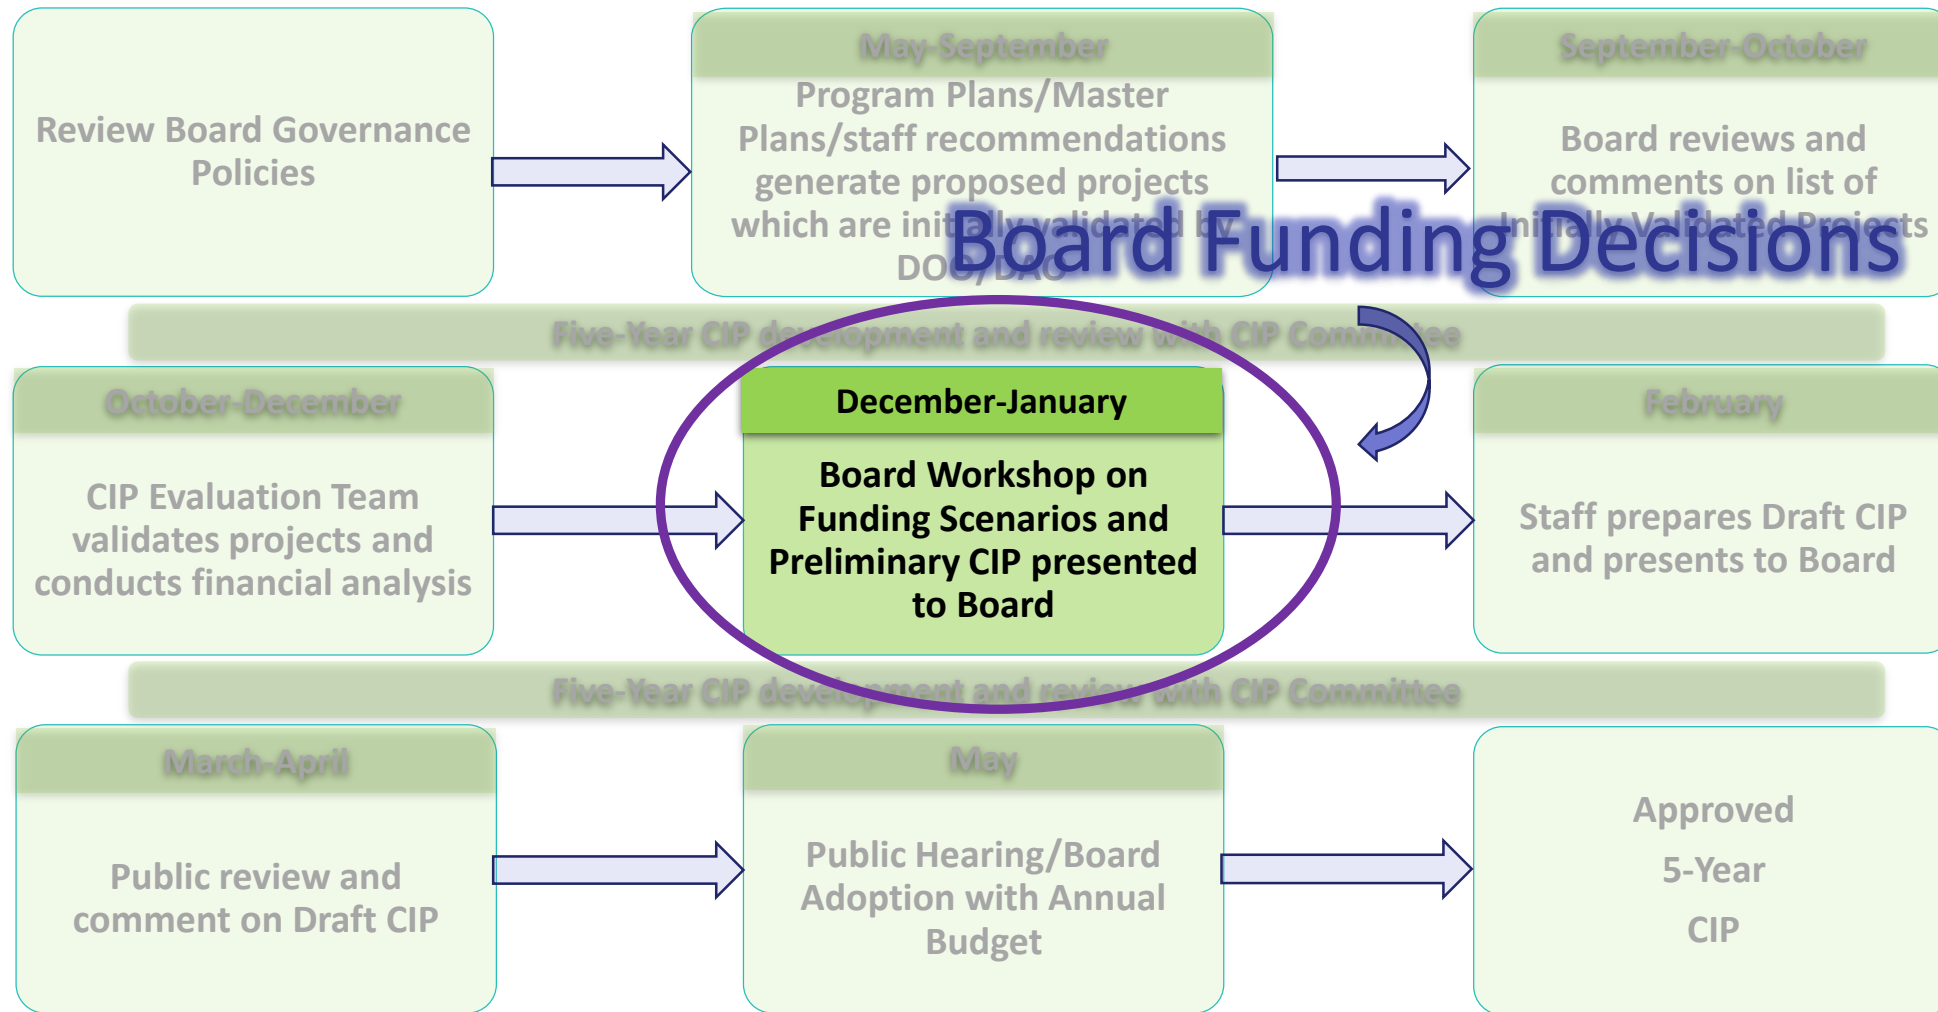 Review Board Governance
Policies
May-September
Program Plans/Master
Plans/staff recommendations
generate proposed projects
which are initially validated by
DOO/DAO
September-October
Board reviews and
comments on list of
Initially Validated Projects
Board Funding Decisions
Five-Year CIP development and review with CIP Committee
October-December
CIP Evaluation Team
validates projects and
conducts financial analysis
December-January
Board Workshop on
Funding Scenarios and
Preliminary CIP presented
to Board
February
Staff prepares Draft CIP
and presents to Board
Five-Year CIP development and review with CIP Committee
March-April
Public review and
comment on Draft CIP
May
Public Hearing/Board
Adoption with Annual
Budget
Approved
5-Year
CIP